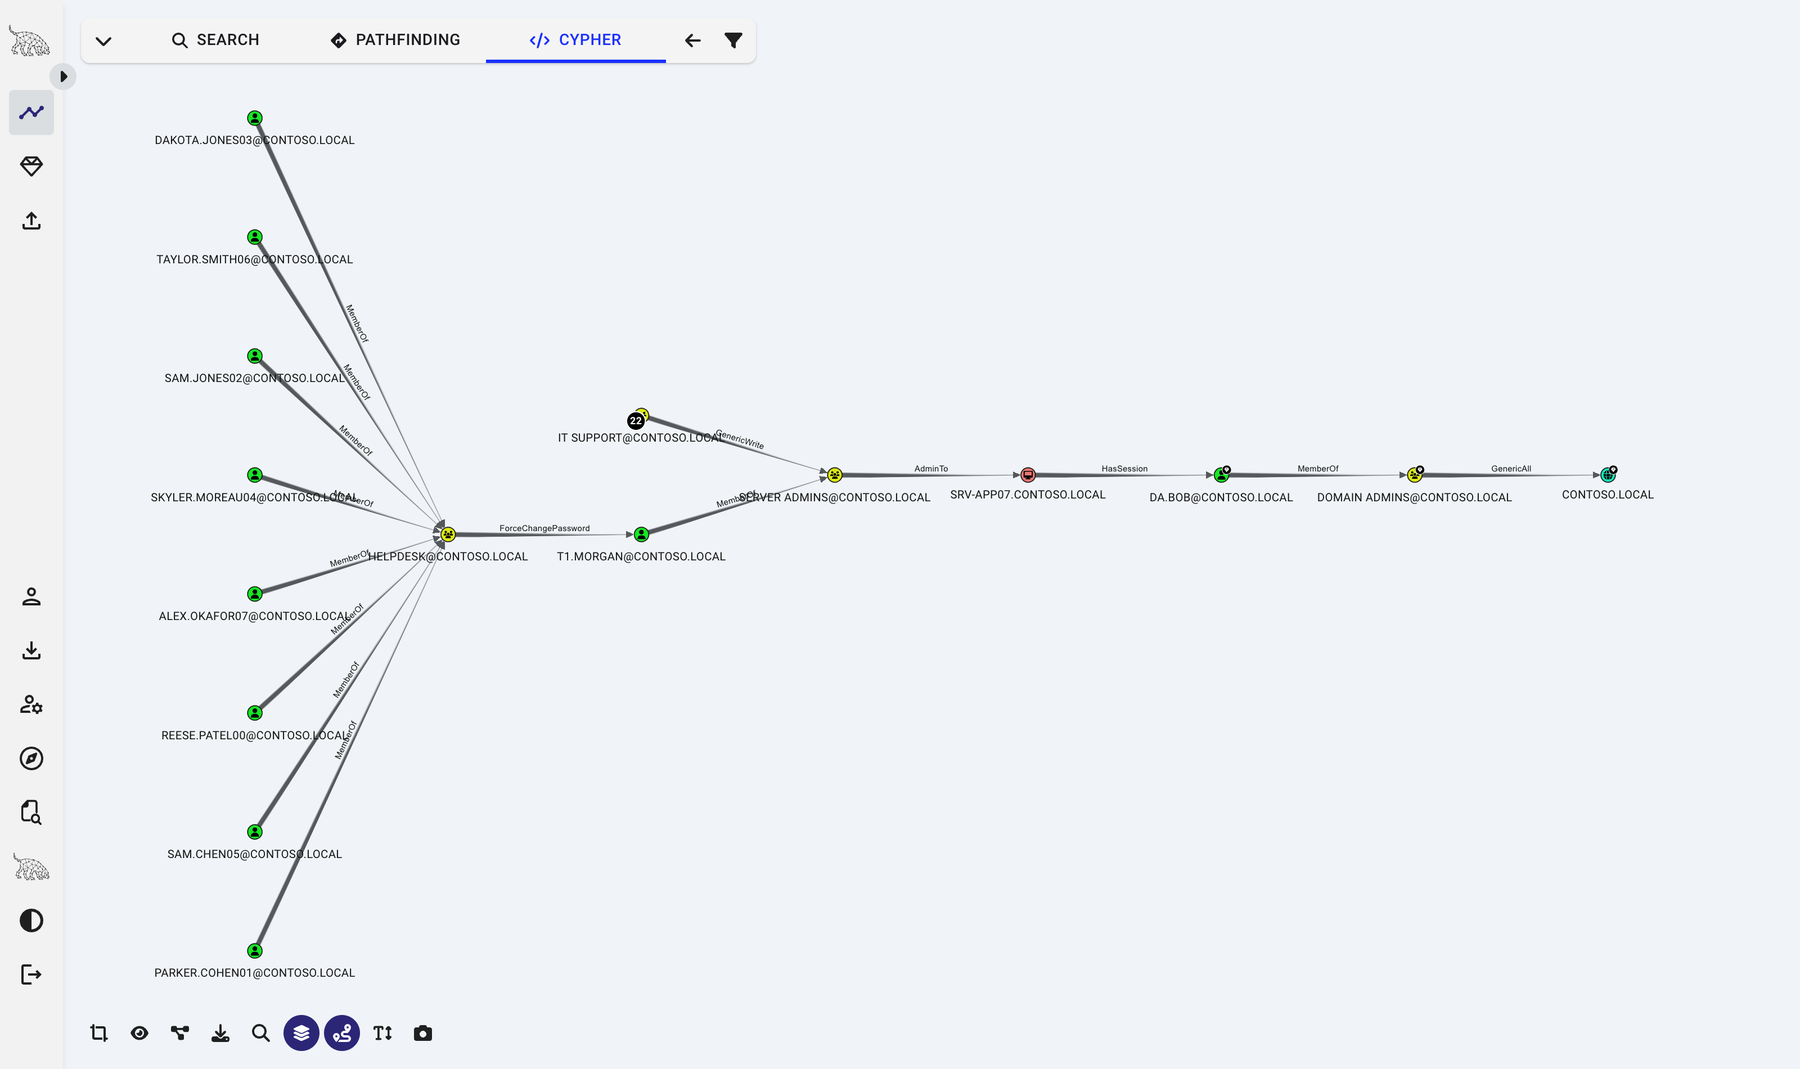 SEARCH
PATHFINDING
</> CYPHER
DAKOTA.JONES03@CONTOSO.LOCAL
TAYLOR.SMITH06@CONTOSO.LOCAL
MemberOf
SAM.JONES02@CONTOSO.LOCAL
MemberOf
MemberOf
22
IT SUPPORT@CONTOSO.LOCAL
GenericWrite
SKYLER.MOREAU04@CONTOSO.LOCAL
MemberOf
MemberOf
SERVER ADMINS@CONTOSO.LOCAL
AdminTo
SRV-APP07.CONTOSO.LOCAL
HasSession
DA.BOB@CONTOSO.LOCAL
MemberOf
DOMAIN ADMINS@CONTOSO.LOCAL
GenericAll
CONTOSO.LOCAL
MemberOf
HELPDESK@CONTOSO.LOCAL
ForceChangePassword
T1.MORGAN@CONTOSO.LOCAL
ALEX.OKAFOR07@CONTOSO.LOCAL
MemberOf
REESE.PATEL00@CONTOSO.LOCAL
MemberOf
MemberOf
SAM.CHEN05@CONTOSO.LOCAL
PARKER.COHEN01@CONTOSO.LOCAL